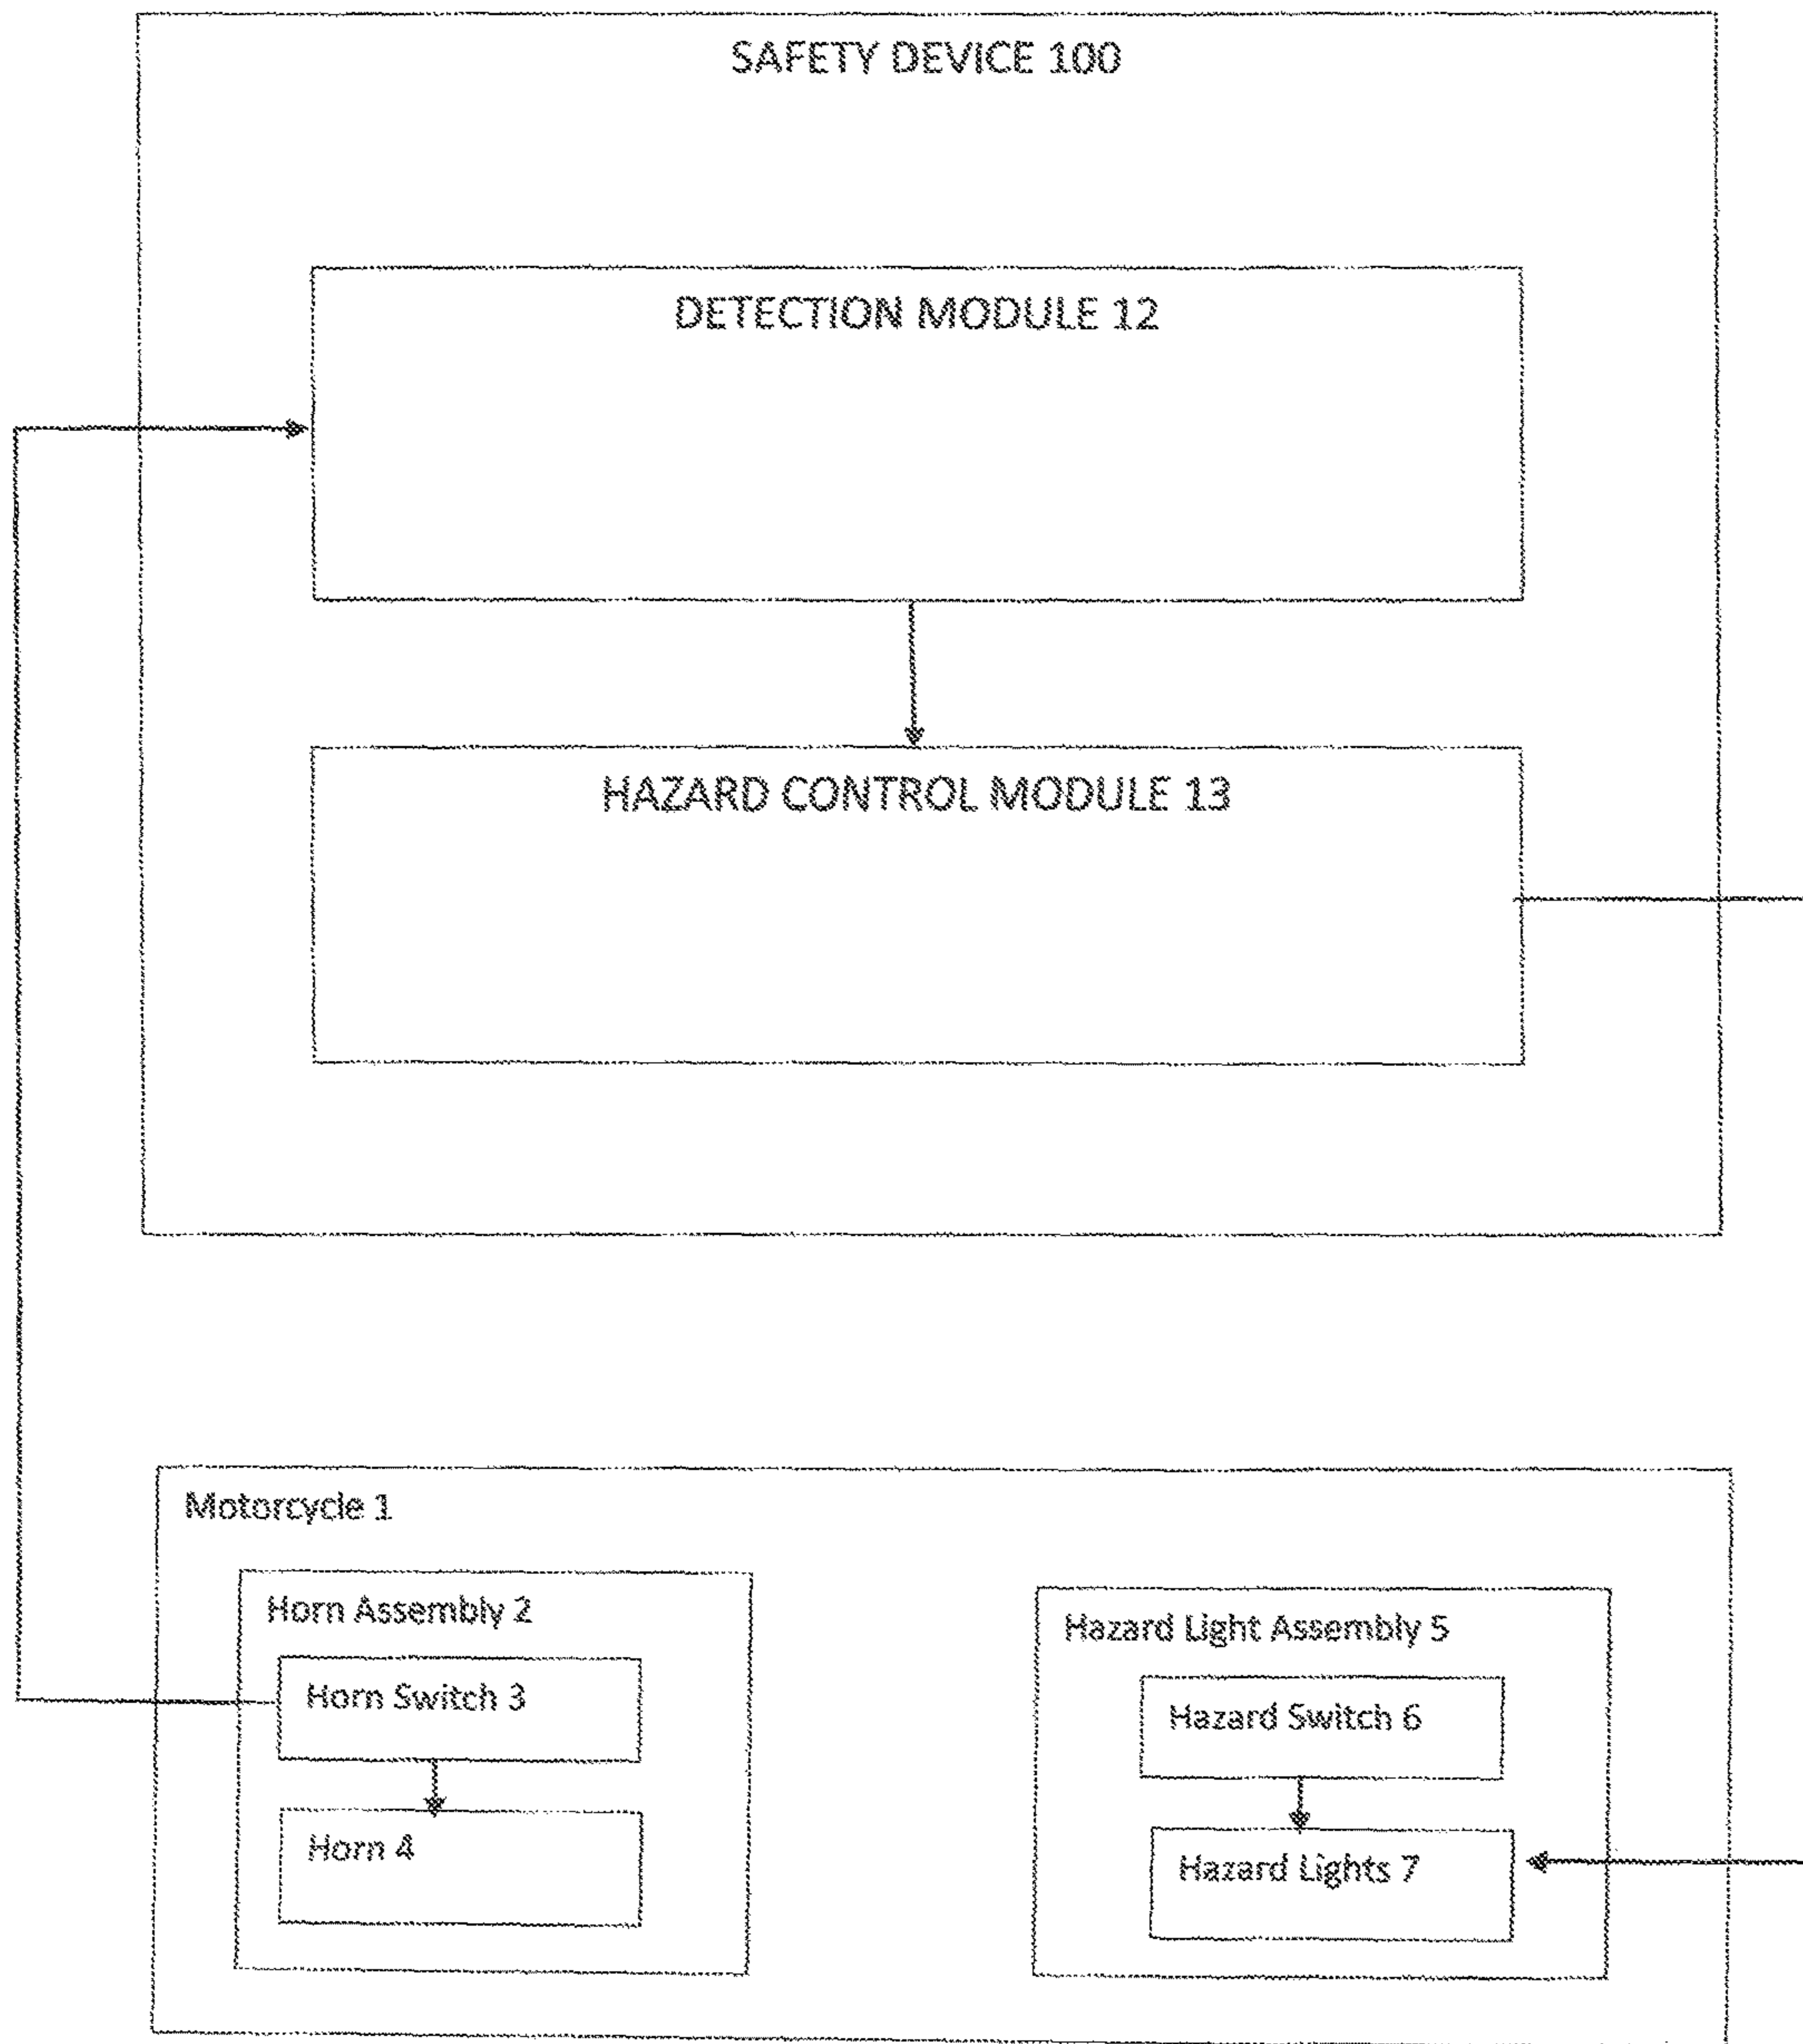 SAFETY DEVICE 100
DETECTION MODULE 12
HAZARD CONTROL MODULE 13
Motorcycle 1
Horn Assembly 2
Horn Switch 3
Horn 4
Hazard Light Assembly 5
Hazard Switch 6
Hazard Lights 7